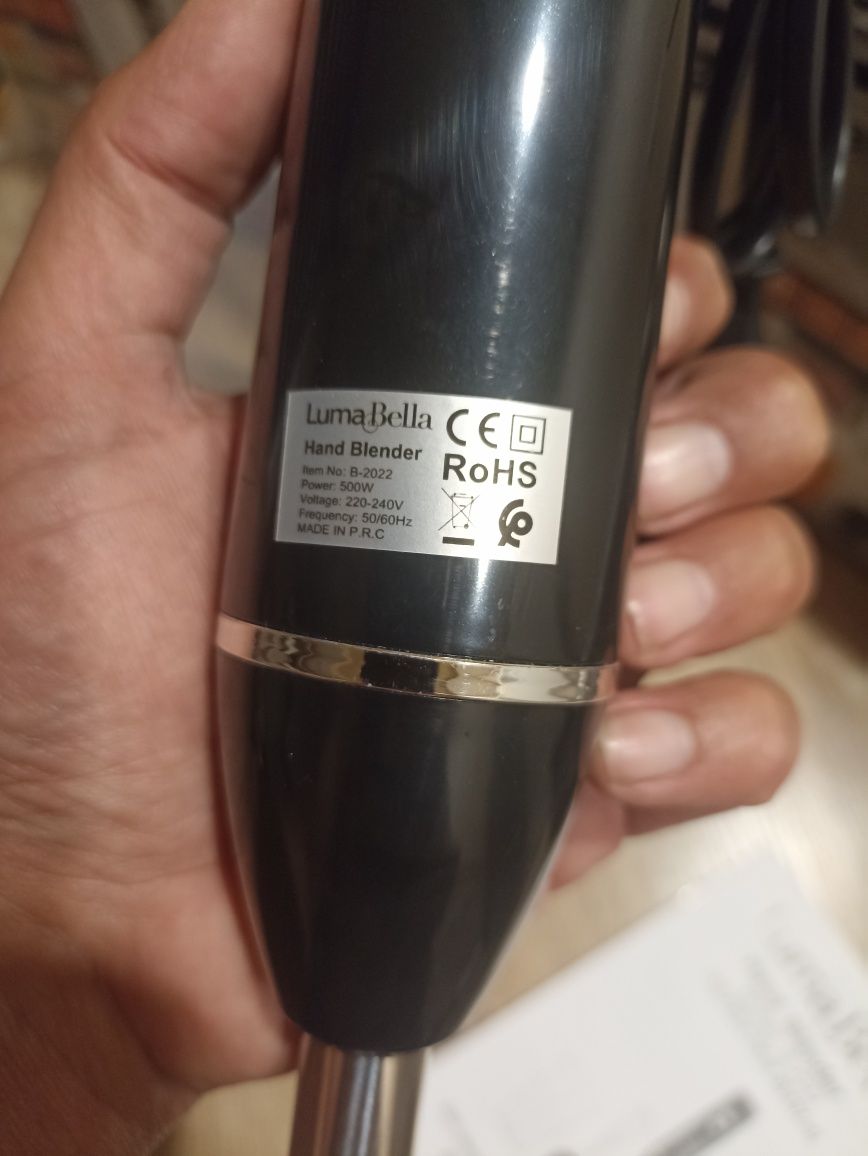 LumaBella CE
Hand Blender RoHS
Item No: B-2022
Power: 500W
Voltage: 220-240V
Frequency: 50/60Hz
MADE IN P.R.C